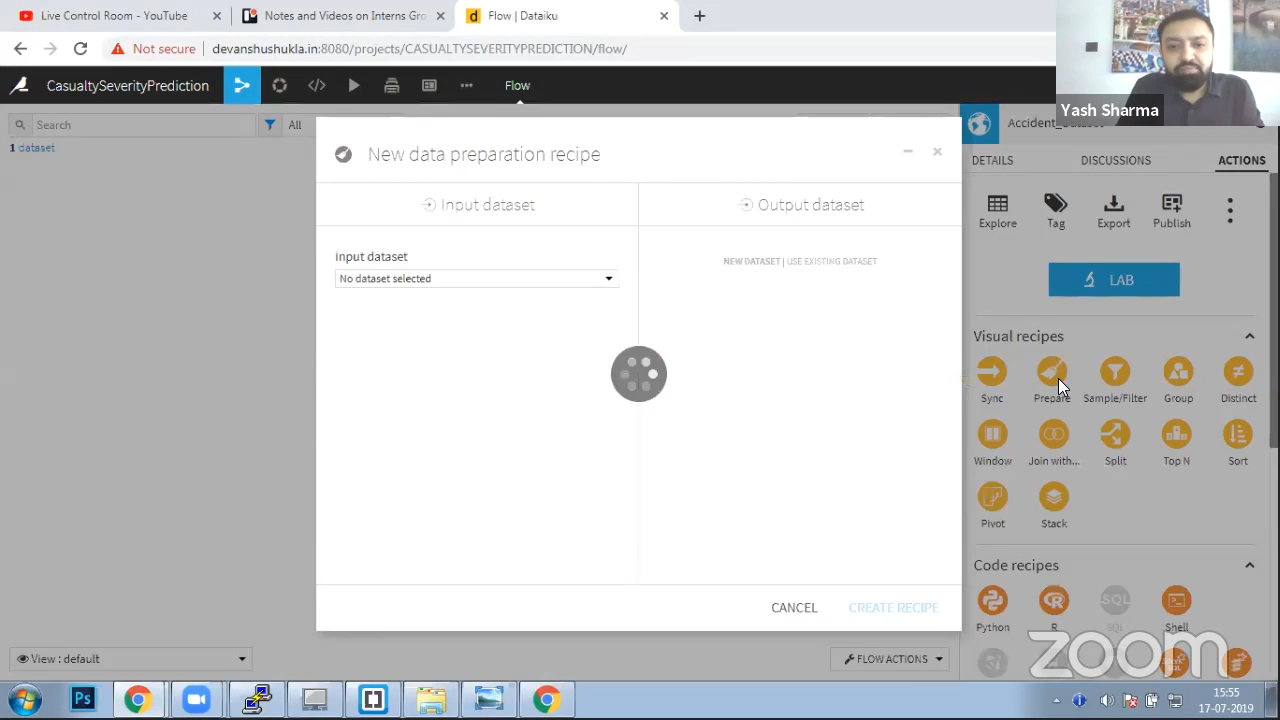 Live Control Room - YouTube
Notes and Videos on Interns Gro
Flow | Dataiku
Not secure
devanshushukla.in:8080/projects/CASUALTYSEVERITYPREDICTION/flow/
Yash Sharma
CasualtySeverityPrediction
Flow
Search
All
1 dataset
New data preparation recipe
Input dataset
Output dataset
Input dataset
No dataset selected
NEW DATASET | USE EXISTING DATASET
CANCEL
CREATE RECIPE
Accident_Dataset
DETAILS
DISCUSSIONS
ACTIONS
Explore
Tag
Export
Publish
LAB
Visual recipes
Sync
Prepare
Sample/Filter
Group
Distinct
Window
Join with...
Split
Top N
Sort
Pivot
Stack
Code recipes
Python
R
SQL
SQL
Shell
View : default
FLOW ACTIONS
zoom
Ps
15:55
17-07-2019